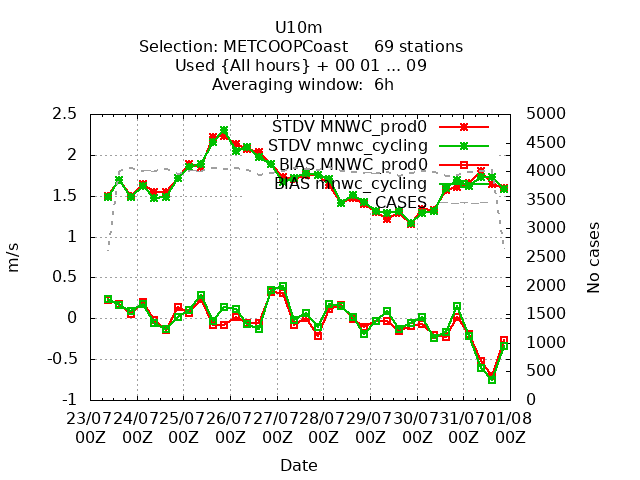 U10m
Selection: METCOOPCoast 69 stations
Used {All hours} + 00 01 ... 09
Averaging window: 6h
2.5
2
1.5
1
0.5
0
-0.5
-1
m/s
5000
4500
4000
3500
3000
2500
2000
1500
1000
500
0
No cases
STDV MNWC_prod0
STDV mnwc_cycling
BIAS MNWC_prod0
BIAS mnwc_cycling
CASES
23/07 24/07 25/07 26/07 27/07 28/07 29/07 30/07 31/07 01/08
00Z 00Z 00Z 00Z 00Z 00Z 00Z 00Z 00Z 00Z
Date